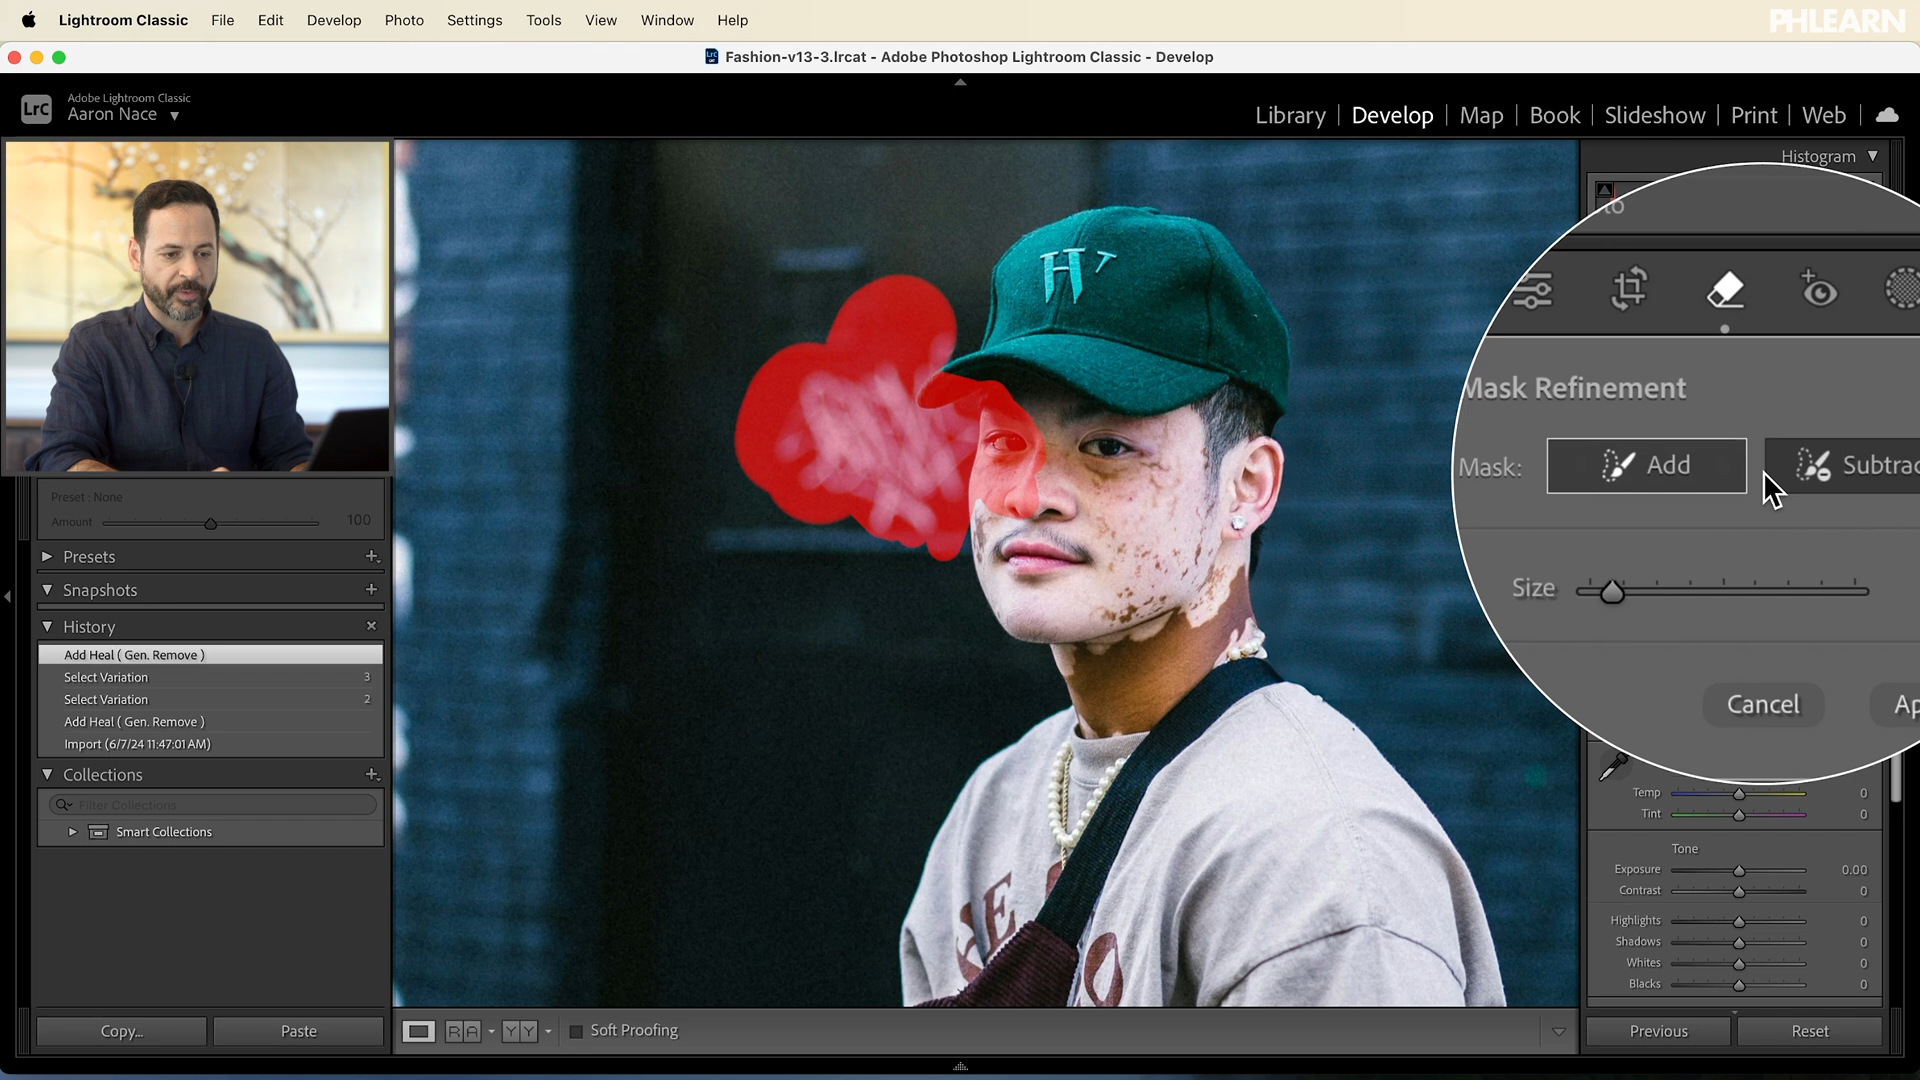 Lightroom Classic File Edit Develop Photo Settings Tools View Window Help
PHLEARN
Fashion-v13-3.lrcat - Adobe Photoshop Lightroom Classic - Develop
LrC
Adobe Lightroom Classic
Aaron Nace
Library | Develop | Map | Book | Slideshow | Print | Web
Histogram
Mask Refinement
Mask: Add Subtrac
Size
Cancel Ap
Preset : None
Amount 100
Presets
Snapshots
History
Add Heal ( Gen. Remove )
Select Variation 3
Select Variation 2
Add Heal ( Gen. Remove )
Import (6/7/24 11:47:01 AM)
Collections
Filter Collections
Smart Collections
Temp 0
Tint 0
Tone
Exposure 0.00
Contrast 0
Highlights 0
Shadows 0
Whites 0
Blacks 0
Copy... Paste
R A Y Y Soft Proofing
Previous Reset